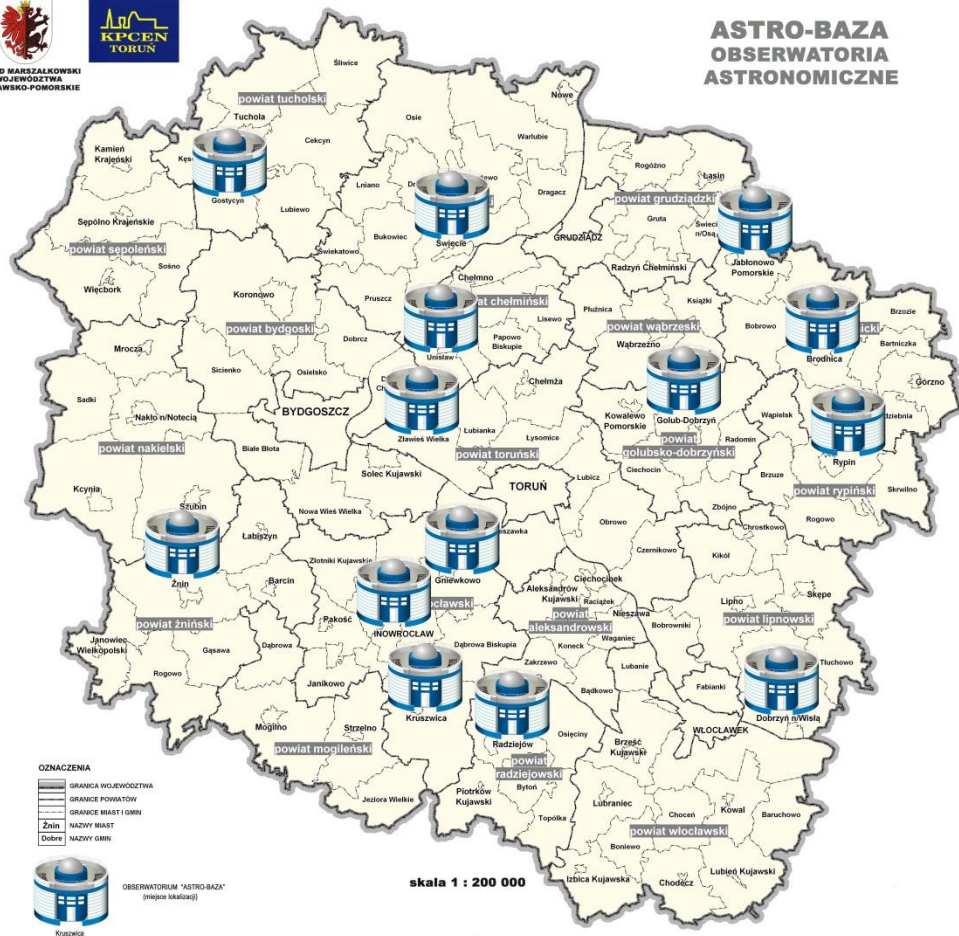 KPCEN
TORUŃ
D MARSZAŁKOWSKI
WOJEWÓDZTWA
AWSKO-POMORSKIE
ASTRO-BAZA
OBSERWATORIA
ASTRONOMICZNE
Śliwice
powiat tucholski
Nowe
Tuchola
Osie
Warlubie
Kamień
Krajeński
Cekcyn
Rogóźno
Łasin
Lniano
Dragacz
powiat grudziądzki
Gostycyn
Lubiewo
Gruta
Świeci
n/Osą
Sępólno Krajeńskie
Bukowiec
Świecie
GRUDZIĄDZ
powiat sepoleński
Świekatowo
Sośno
Radzyń Chełmiński
Jabłonowo
Pomorskie
Więcbork
Koronowo
Pruszcz
Chełmno
at chełmiński
Płużnica
Książki
Lisewo
Bobrowo
Brzozie
powiat bydgoski
powiat wąbrzeski
icki
Dobrcz
Papowo
Biskupie
Wąbrzeźno
Bartniczka
Mrocza
Unisław
Brodnica
Sicienko
Osielsko
Chełmża
Górzno
Sadki
BYDGOSZCZ
Nakło n/Notecią
Kowalewo
Pomorskie
Golub-Dobrzyń
Wąpielsk
dziebnia
Zławieś Wielka
Łubianka
Łysomice
powiat
golubsko-dobrzyński
Radomin
powiat nakielski
Białe Błota
powiat toruński
Rypin
Solec Kujawski
Ciechocin
Brzuze
Kcynia
TORUŃ
Lubicz
powiat rypiński
Skrwilno
Szubin
Nowa Wieś Wielka
Zbójno
Rogowo
Obrowo
Chrostkowo
Łabiszyn
Czernikowo
Kikół
Złotniki Kujawskie
Żnin
Barcin
Gniewkowo
Aleksandrów
Kujawski
Ciechocinek
Raciążek
Lipno
Skępe
ocławski
powiat
aleksandrowski
Nieszawa
Bobrowniki
powiat lipnowski
powiat żniński
Pakość
INOWROCŁAW
Waganiec
Janowiec
Wielkopolski
Gąsawa
Dąbrowa
Dąbrowa Biskupia
Koneck
Zakrzewo
Lubanie
Tłuchowo
Rogowo
Janikowo
Bądkowo
Fabianki
Kruszwica
Dobrzyń n/Wisłą
Mogilno
Strzelno
Radziejów
Osięciny
WŁOCŁAWEK
powiat mogileński
Brześć
Kujawski
powiat
radziejowski
Jeziora Wielkie
Piotrków
Kujawski
Bytoń
Lubraniec
Kowal
Topólka
Choceń
Baruchowo
powiat włocławski
Boniewo
Izbica Kujawska
Chodecz
Lubień Kujawski
OZNACZENIA
GRANICA WOJEWÓDZTWA
GRANICE POWIATÓW
GRANICE MIAST I GMIN
Żnin NAZWY MIAST
Dobre NAZWY GMIN
OBSERWATORIUM "ASTRO-BAZA"
(miejsce lokalizacji)
Kruszwica
skala 1 : 200 000